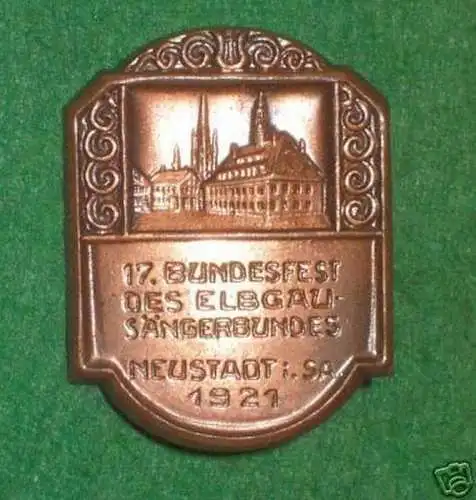 17. BUNDESFEST
DES ELBGAU-
SÄNGERBUNDES
NEUSTADT i. SA.
1921